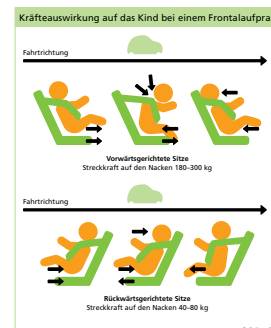 Kräfteauswirkung auf das Kind bei einem Frontalaufpra
Fahrtrichtung
Vorwärtsgerichtete Sitze
Streckkraft auf den Nacken 180–300 kg
Fahrtrichtung
Rückwärtsgerichtete Sitze
Streckkraft auf den Nacken 40–80 kg